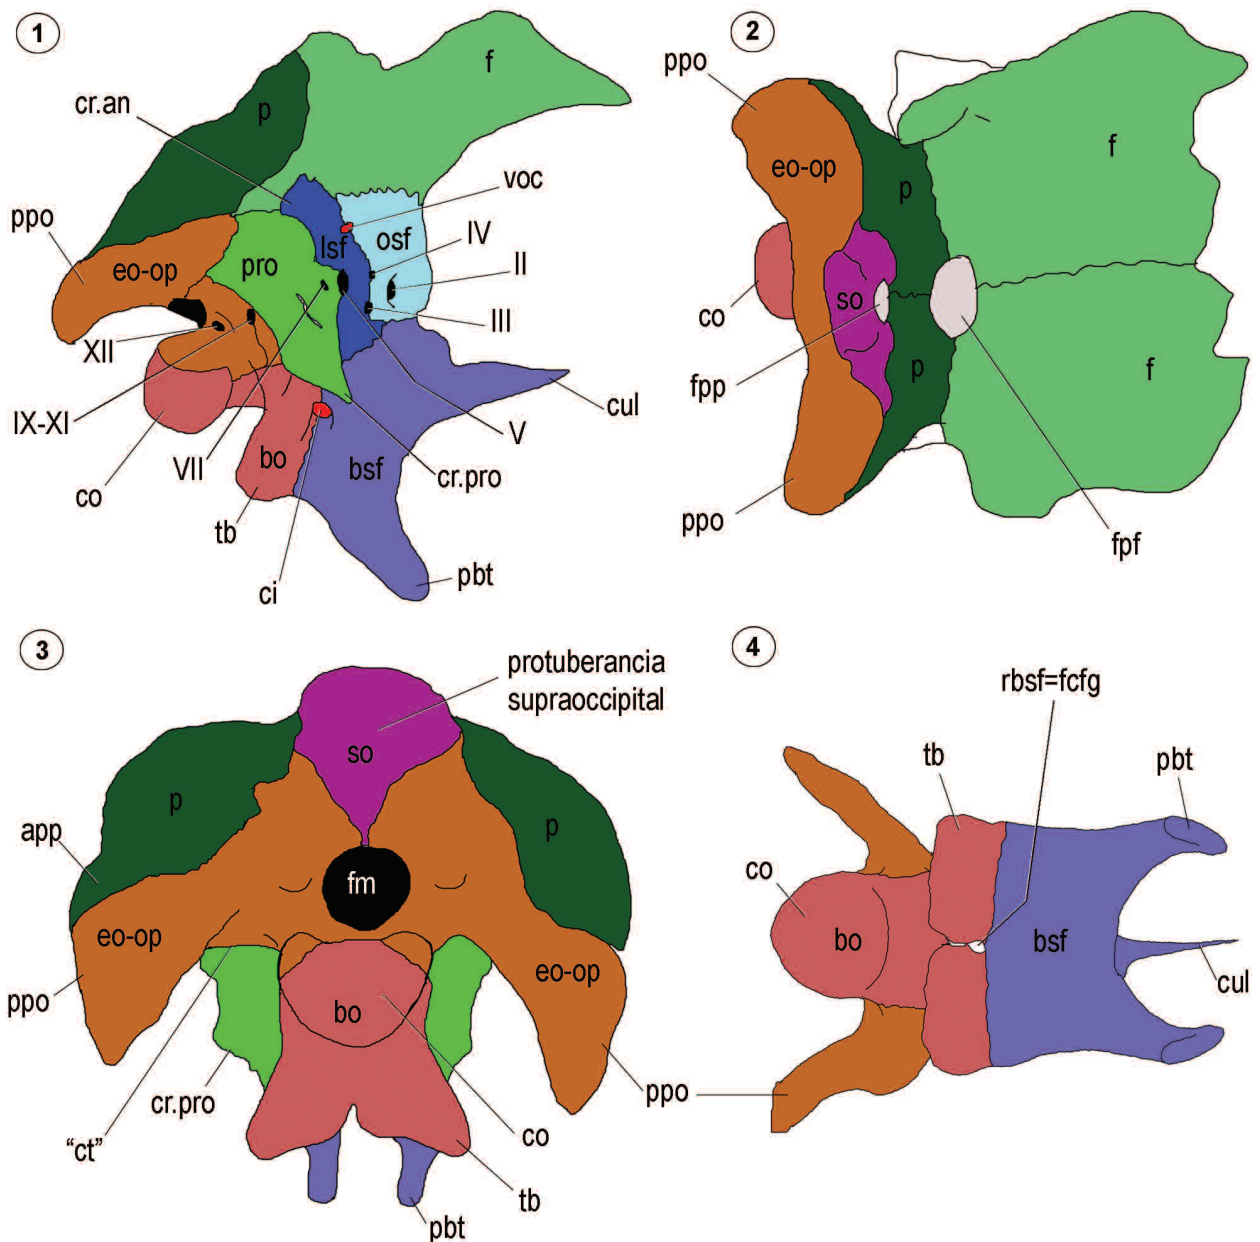 1
f
p
cr.an
voc
ppo
lsf
osf
IV
eo-op
pro
II
III
XII
cul
IX-XI
V
VII
bo
bsf
cr.pro
co
tb
pbt
ci
2
ppo
eo-op
f
p
co
so
fpp
p
f
ppo
fpf
3
protuberancia
supraoccipital
so
p
p
app
fm
eo-op
eo-op
ppo
bo
cr.pro
ppo
"ct"
co
tb
pbt
4
rbsf=fcfg
tb
pbt
co
bo
bsf
cul